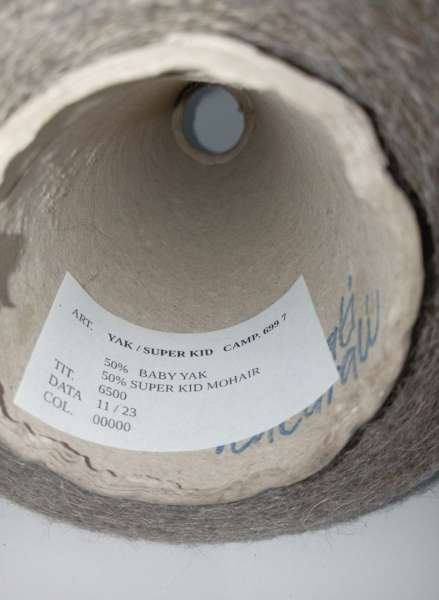 ART. YAK / SUPER KID CAMP. 699 7
50% BABY YAK
50% SUPER KID MOHAIR
TIT. 6500
DATA 11 / 23
COL. 00000